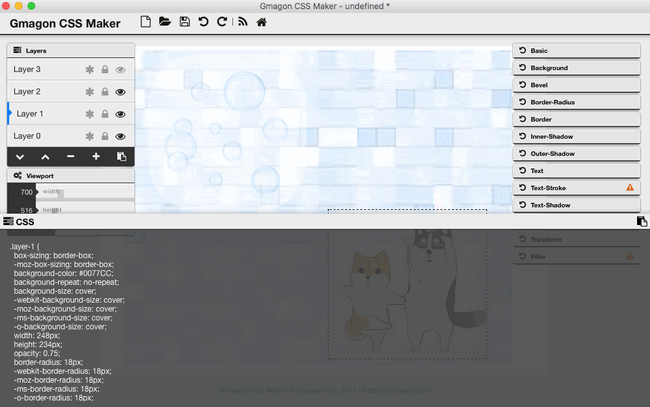 Gmagon CSS Maker - undefined *
Gmagon CSS Maker
Layers
Layer 3
Layer 2
Layer 1
Layer 0
Viewport
700 width
516 height
Basic
Background
Bevel
Border-Radius
Border
Inner-Shadow
Outer-Shadow
Text
Text-Stroke
Text-Shadow
Transform
Filter
CSS
.layer-1 {
box-sizing: border-box;
-moz-box-sizing: border-box;
background-color: #0077CC;
background-repeat: no-repeat;
background-size: cover;
-webkit-background-size: cover;
-moz-background-size: cover;
-ms-background-size: cover;
-o-background-size: cover;
width: 248px;
height: 234px;
opacity: 0.75;
border-radius: 18px;
-webkit-border-radius: 18px;
-moz-border-radius: 18px;
-ms-border-radius: 18px;
-o-border-radius: 18px;